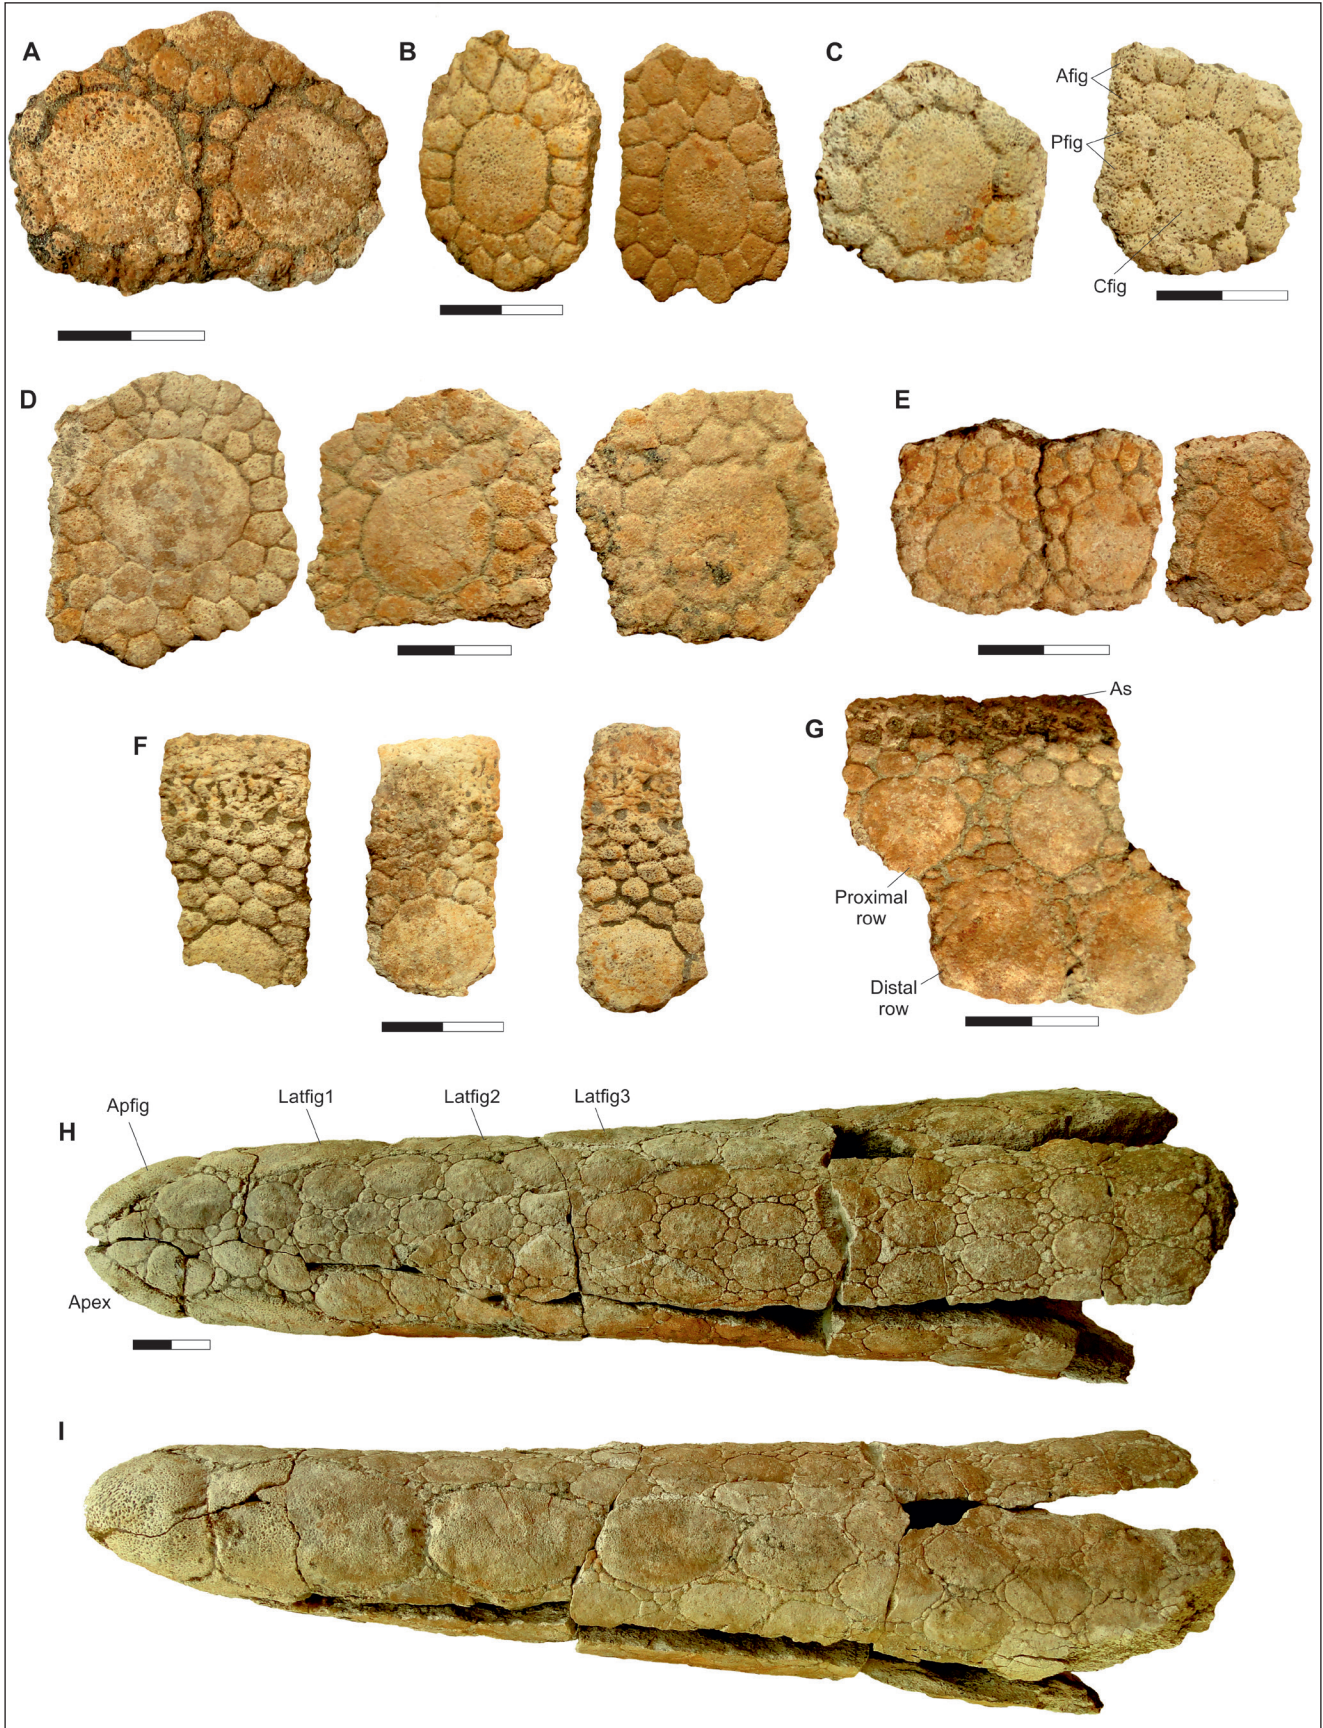 A
B
C
Afig
Pfig
Cfig
D
E
F
G
As
Proximal
row
Distal
row
H
Apfig
Latfig1
Latfig2
Latfig3
Apex
I